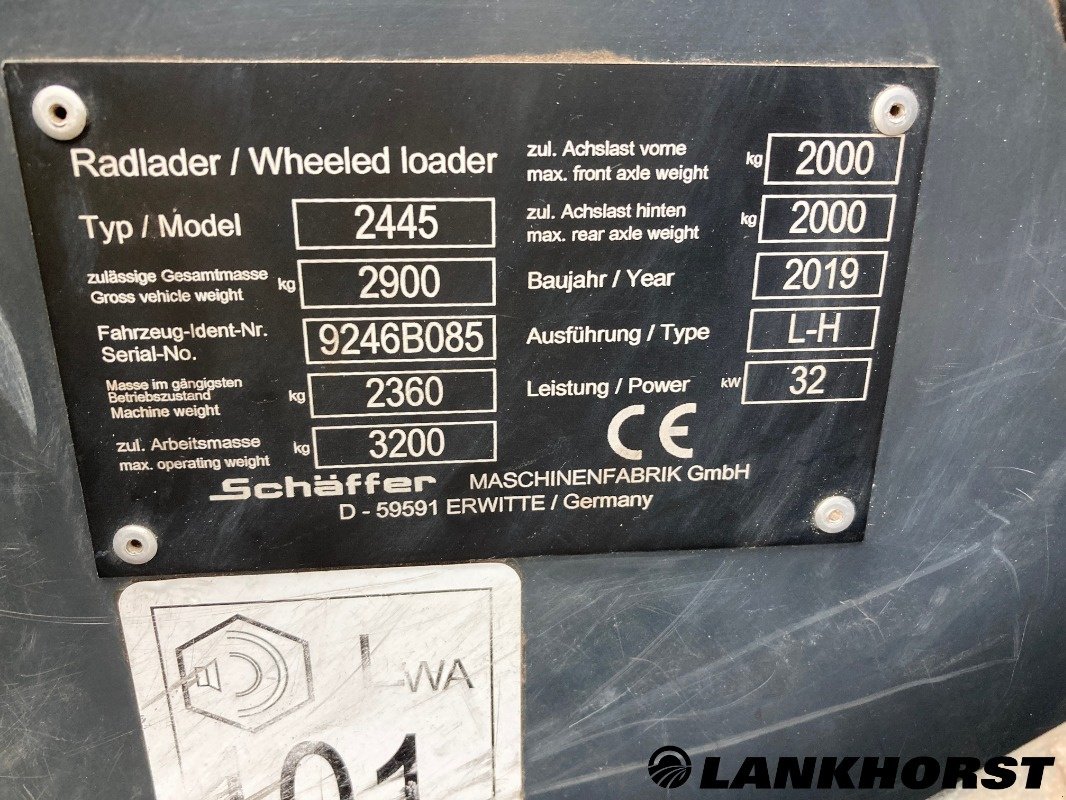 Radlader / Wheeled loader
Typ / Model 2445
zulässige Gesamtmasse
Gross vehicle weight kg 2900
Fahrzeug-Ident-Nr.
Serial-No. 9246B085
Masse im gängigsten
Betriebszustand
Machine weight kg 2360
zul. Arbeitsmasse
max. operating weight kg 3200
zul. Achslast vorne
max. front axle weight kg 2000
zul. Achslast hinten
max. rear axle weight kg 2000
Baujahr / Year 2019
Ausführung / Type L-H
Leistung / Power kW 32
CE
Schäffer MASCHINENFABRIK GmbH
D - 59591 ERWITTE / Germany
LWA
101
LANKHORST